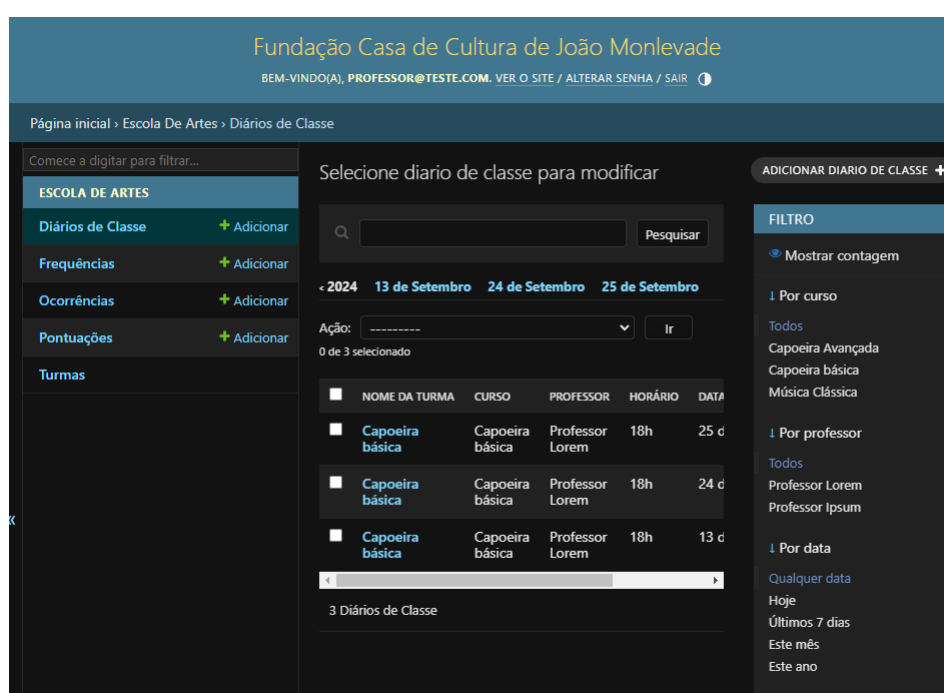 Fundação Casa de Cultura de João Monlevade
BEM-VINDO(A), PROFESSOR@TESTE.COM. VER O SITE / ALTERAR SENHA / SAIR
Página inicial › Escola De Artes › Diários de Classe
Comece a digitar para filtrar...
ESCOLA DE ARTES
Diários de Classe + Adicionar
Frequências + Adicionar
Ocorrências + Adicionar
Pontuações + Adicionar
Turmas
«
Selecione diario de classe para modificar
ADICIONAR DIARIO DE CLASSE +
Pesquisar
‹ 2024 13 de Setembro 24 de Setembro 25 de Setembro
Ação: --------- Ir
0 de 3 selecionado
NOME DA TURMA CURSO PROFESSOR HORÁRIO DATA
Capoeira básica Capoeira básica Professor Lorem 18h 25 d
Capoeira básica Capoeira básica Professor Lorem 18h 24 d
Capoeira básica Capoeira básica Professor Lorem 18h 13 d
3 Diários de Classe
FILTRO
Mostrar contagem
↓ Por curso
Todos
Capoeira Avançada
Capoeira básica
Música Clássica
↓ Por professor
Todos
Professor Lorem
Professor Ipsum
↓ Por data
Qualquer data
Hoje
Últimos 7 dias
Este mês
Este ano